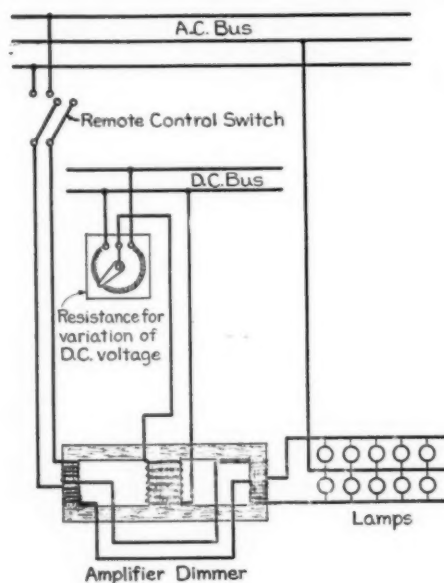 A.C. Bus
Remote Control Switch
D.C. Bus
Resistance for
variation of
D.C. voltage
Lamps
Amplifier Dimmer